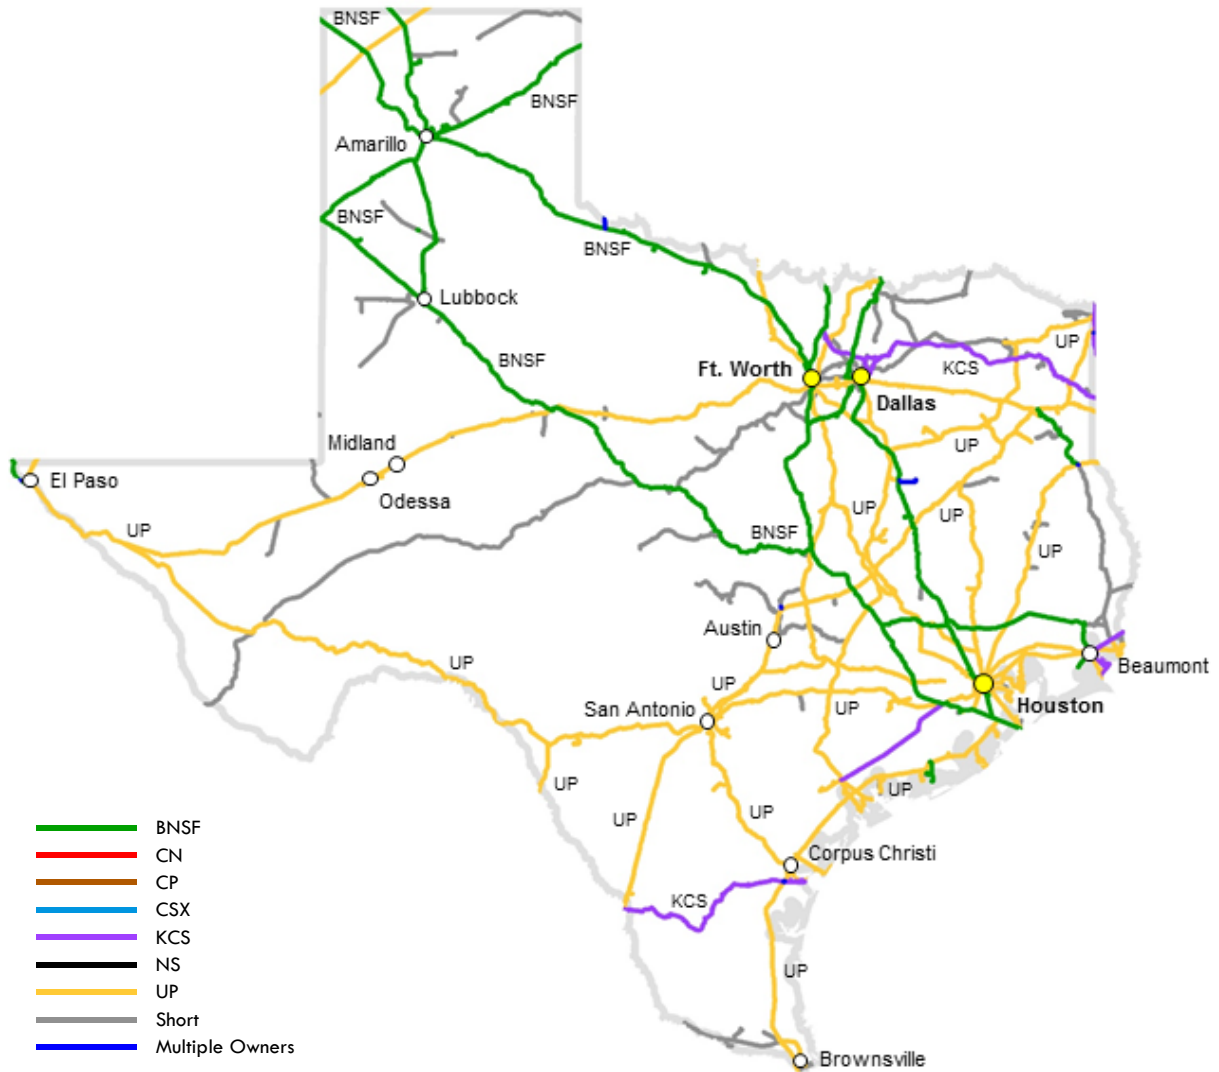 BNSF
BNSF
Amarillo
BNSF
BNSF
Lubbock
BNSF
UP
KCS
Ft. Worth
Dallas
Midland
UP
El Paso
Odessa
UP
UP
UP
BNSF
UP
Austin
UP
Beaumont
UP
San Antonio
UP
Houston
UP
UP
UP
UP
BNSF
Corpus Christi
CN
CP
KCS
CSX
KCS
NS
UP
UP
Short
Multiple Owners
Brownsville